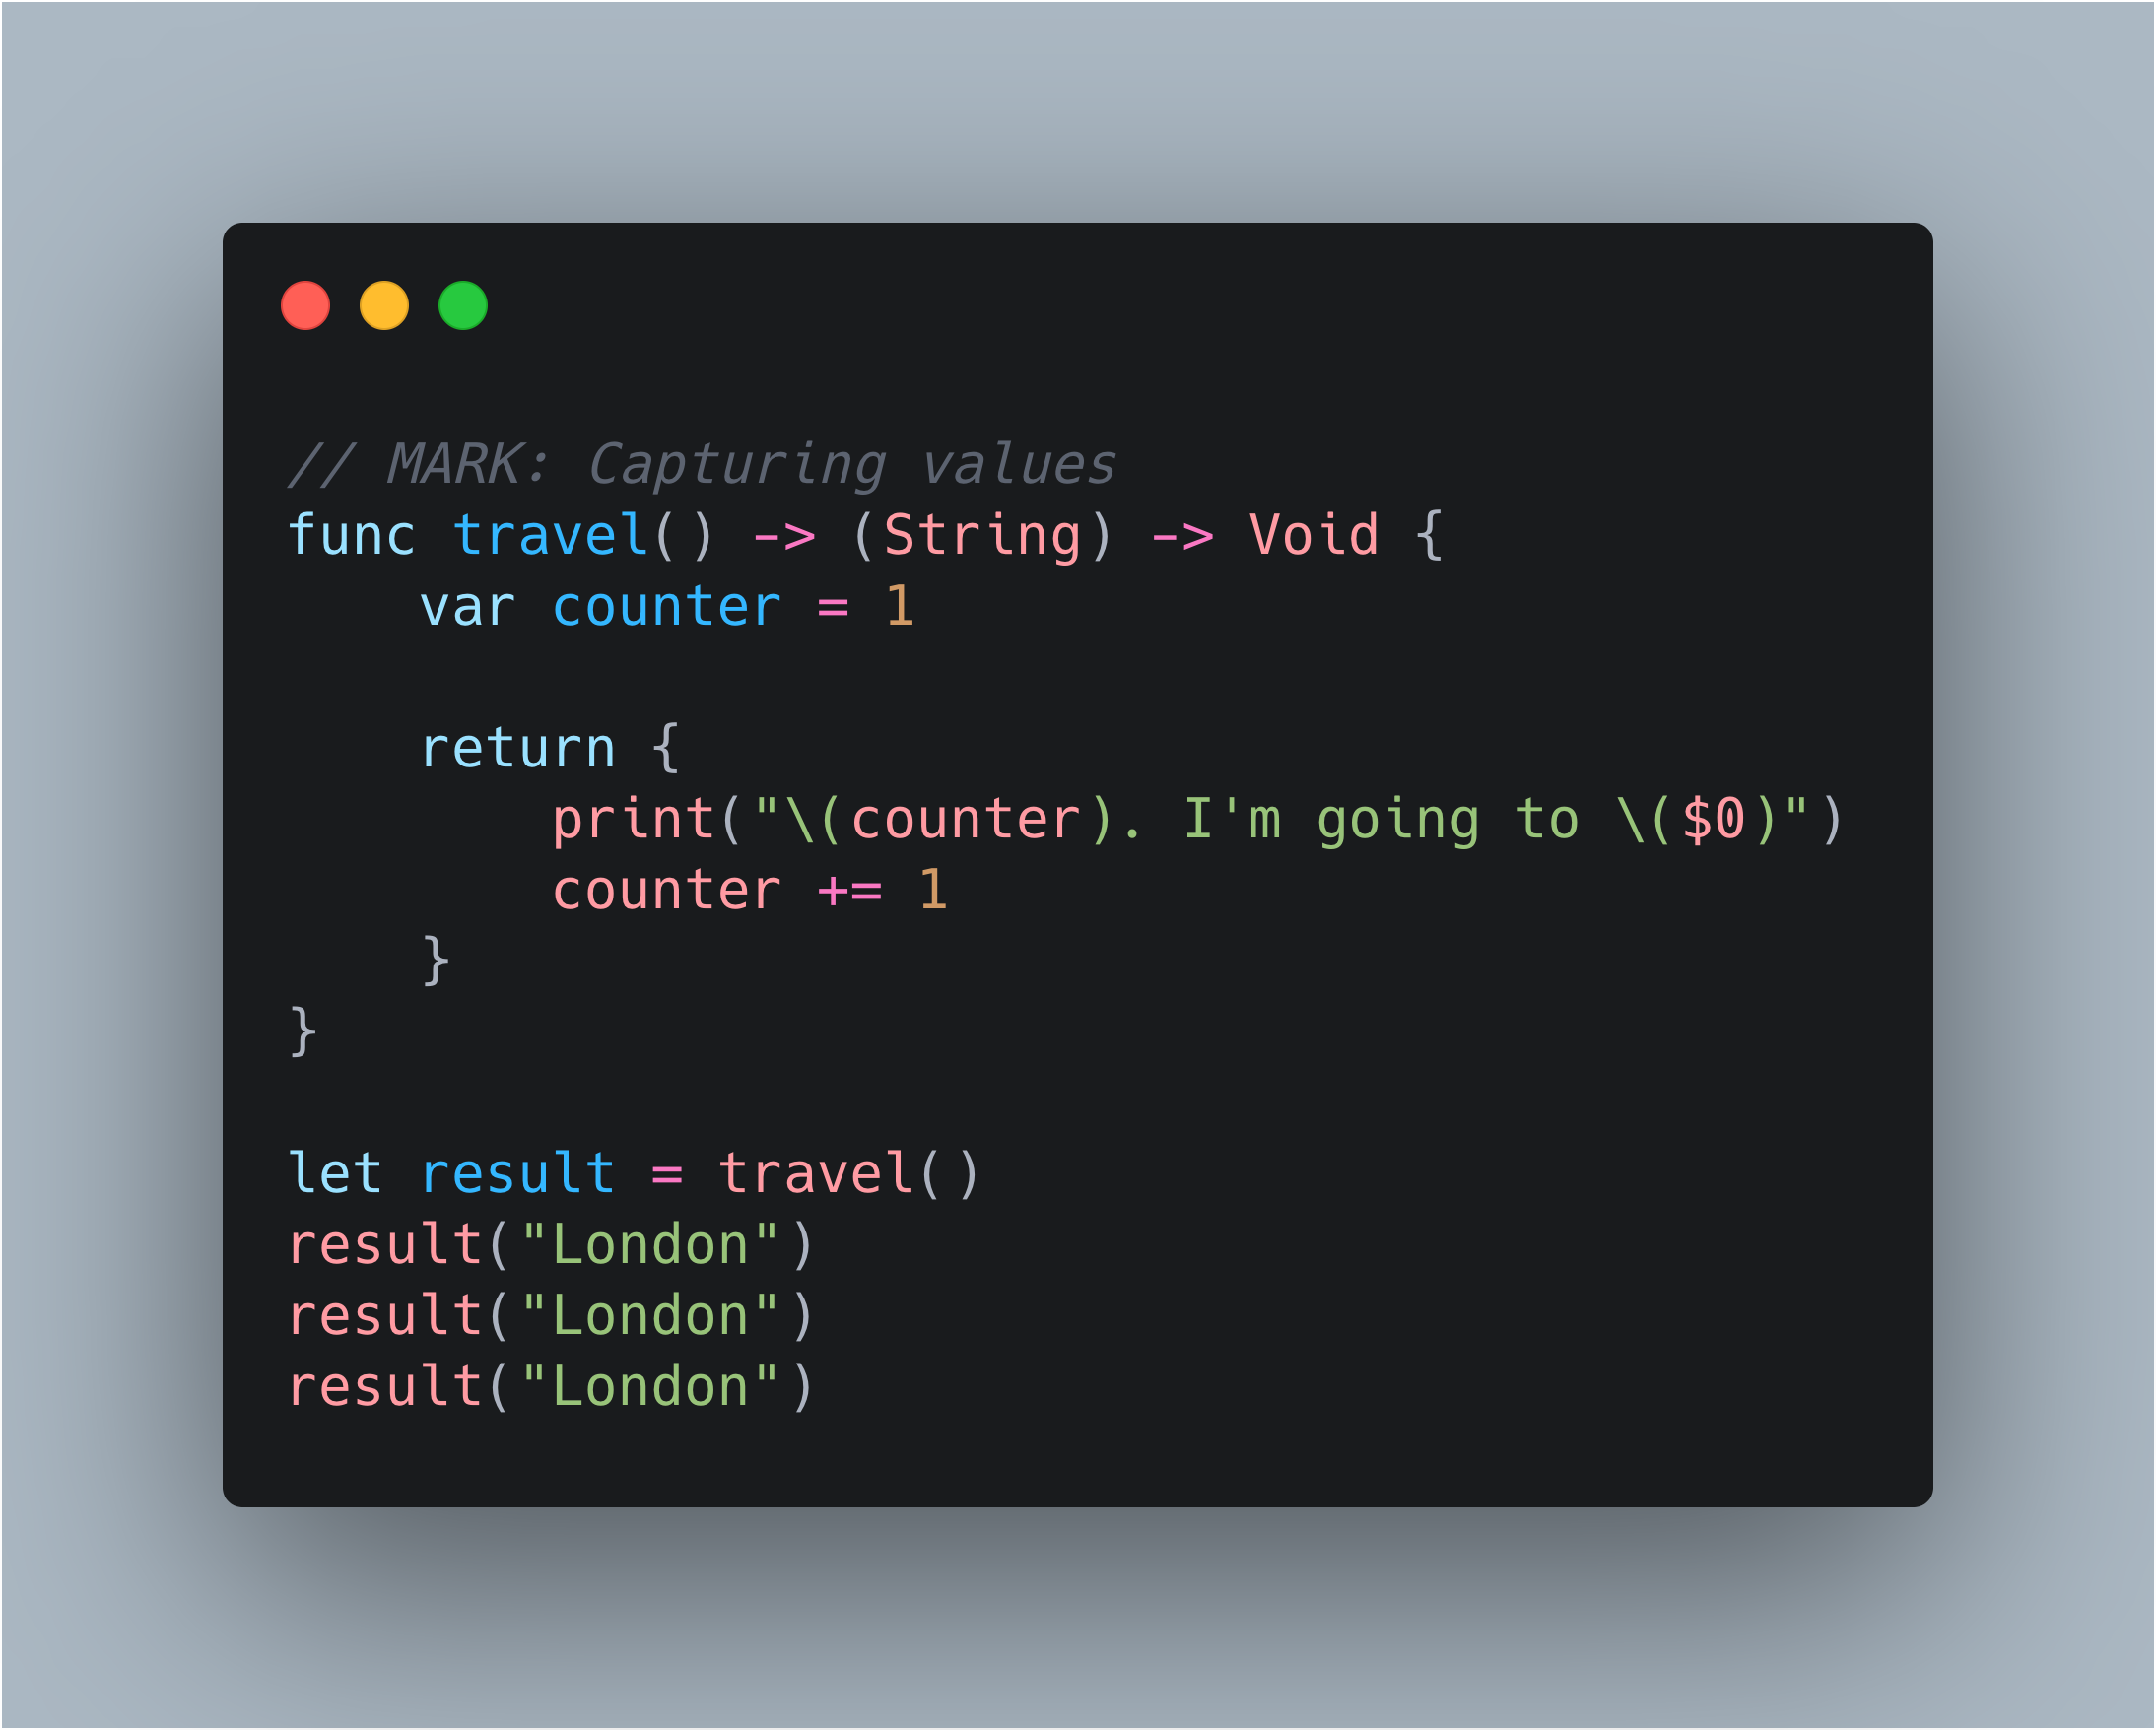 // MARK: Capturing values
func travel() -> (String) -> Void {
    var counter = 1

    return {
        print("\(counter). I'm going to \($0)")
        counter += 1
    }
}

let result = travel()
result("London")
result("London")
result("London")